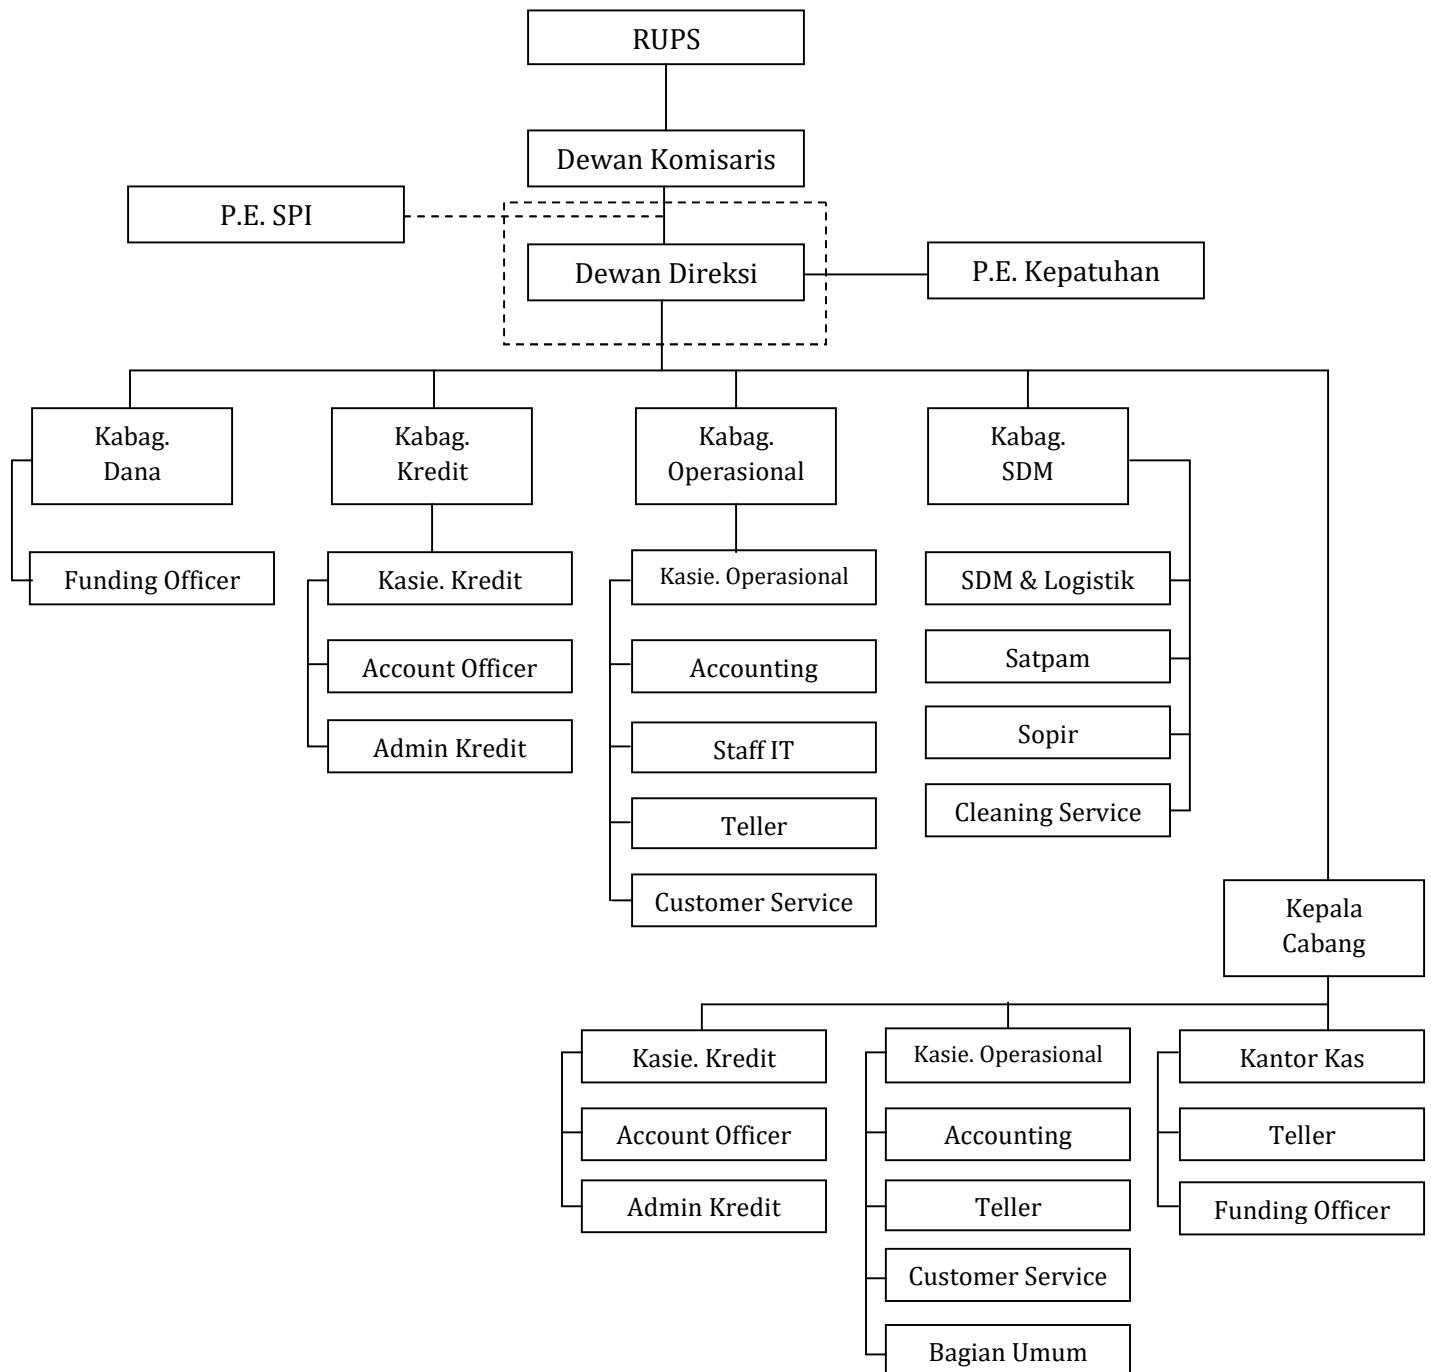 RUPS
Dewan Komisaris
P.E. SPI
Dewan Direksi
P.E. Kepatuhan
Kabag.
Dana
Kabag.
Kredit
Kabag.
Operasional
Kabag.
SDM
Funding Officer
Kasie. Kredit
Kasie. Operasional
SDM & Logistik
Account Officer
Accounting
Satpam
Admin Kredit
Staff IT
Sopir
Teller
Cleaning Service
Customer Service
Kepala
Cabang
Kasie. Kredit
Kasie. Operasional
Kantor Kas
Account Officer
Accounting
Teller
Admin Kredit
Teller
Funding Officer
Customer Service
Bagian Umum